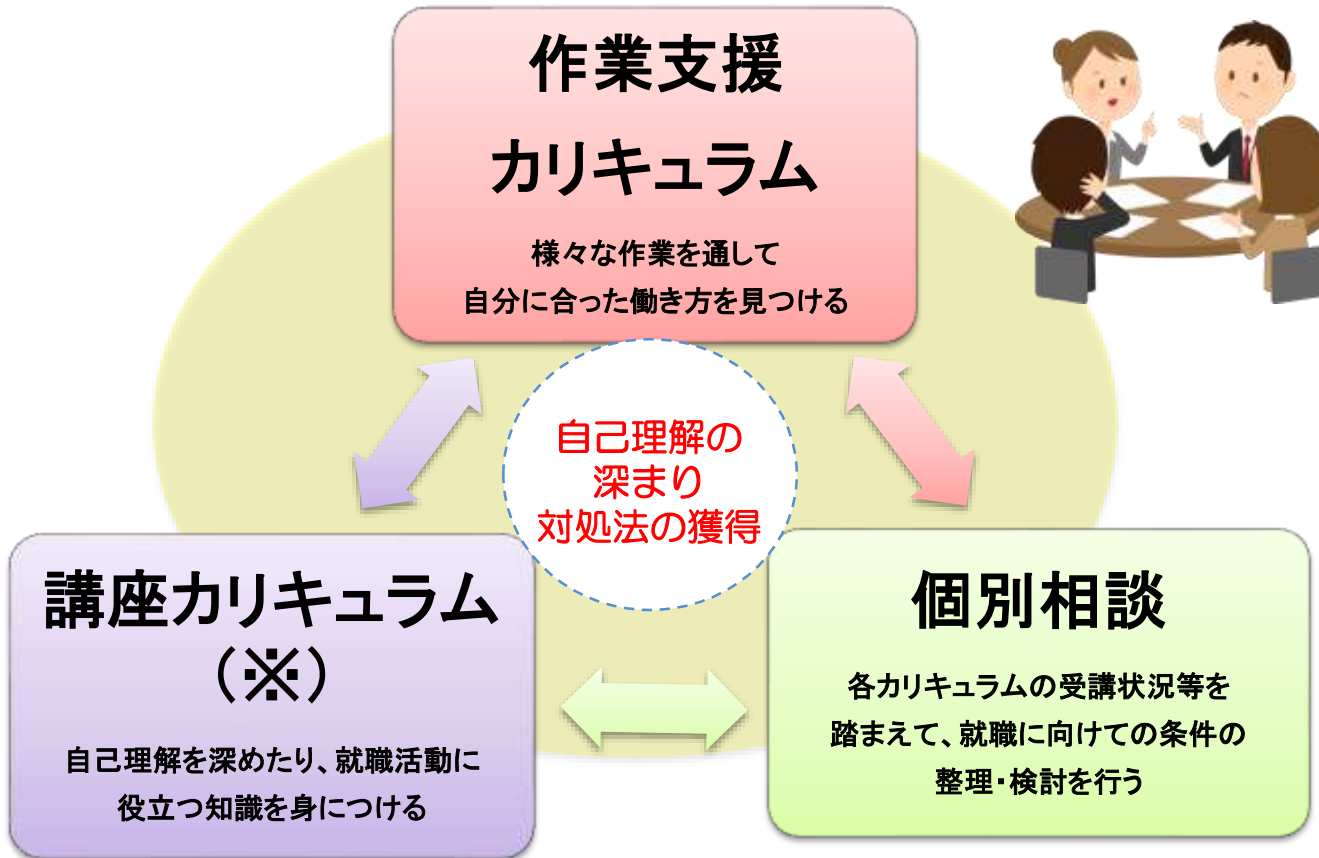 作業支援
カリキュラム
様々な作業を通して
自分に合った働き方を見つける
自己理解の
深まり
対処法の獲得
講座カリキュラム
（※）
自己理解を深めたり、就職活動に
役立つ知識を身につける
個別相談
各カリキュラムの受講状況等を
踏まえて、就職に向けての条件の
整理・検討を行う